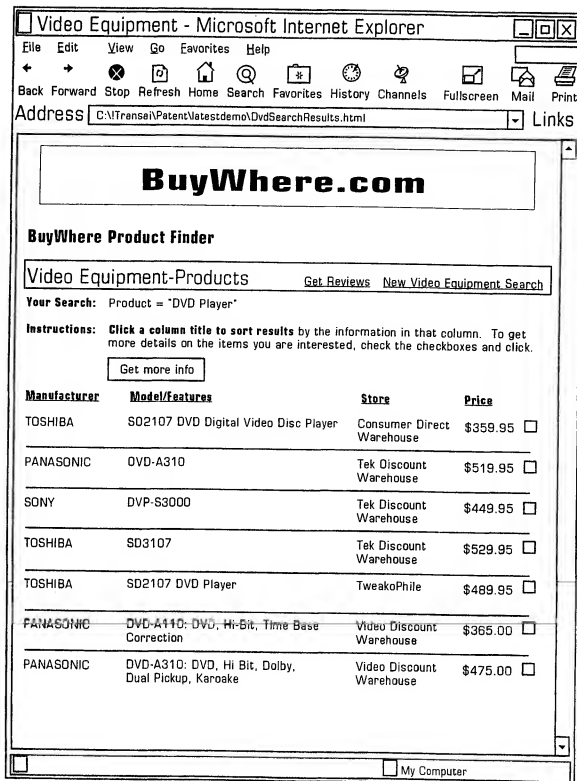 Video Equipment - Microsoft Internet Explorer
File Edit View Go Favorites Help
Back Forward Stop Refresh Home Search Favorites History Channels Fullscreen Mail Print
Address C:\!Transai\Patent\latestdemo\DvdSearchResults.html Links
BuyWhere.com
BuyWhere Product Finder
Video Equipment-Products Get Reviews New Video Equipment Search
Your Search: Product = "DVD Player"
Instructions: Click a column title to sort results by the information in that column. To get
more details on the items you are interested, check the checkboxes and click.
Get more info
Manufacturer Model/Features Store Price
TOSHIBA SD2107 DVD Digital Video Disc Player Consumer Direct Warehouse $359.95
PANASONIC DVD-A310 Tek Discount Warehouse $519.95
SONY DVP-S3000 Tek Discount Warehouse $449.95
TOSHIBA SD3107 Tek Discount Warehouse $529.95
TOSHIBA SD2107 DVD Player TweakoPhile $489.95
PANASONIC DVD-A110: DVD, Hi-Bit, Time Base Correction Video Discount Warehouse $365.00
PANASONIC DVD-A310: DVD, Hi Bit, Dolby, Dual Pickup, Karoake Video Discount Warehouse $475.00
My Computer